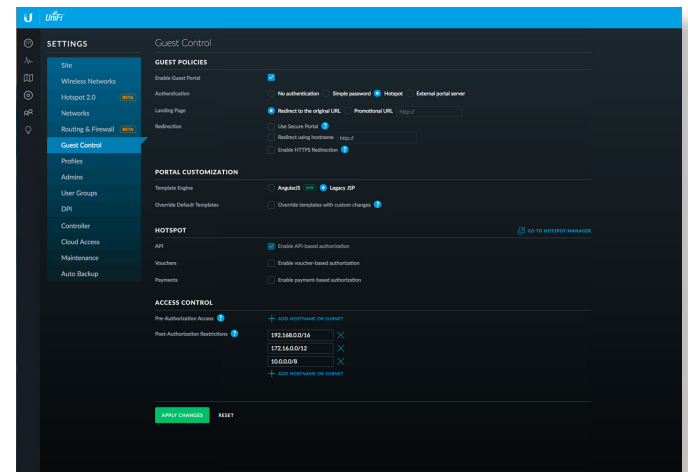 U UniFi
SETTINGS
Site
Wireless Networks
Hotspot 2.0 BETA
Networks
Routing & Firewall BETA
Guest Control
Profiles
Admins
User Groups
DPI
Controller
Cloud Access
Maintenance
Auto Backup
Guest Control
GUEST POLICIES
Enable Guest Portal
Authentication No authentication Simple password Hotspot External portal server
Landing Page Redirect to the original URL Promotional URL http://
Redirection Use Secure Portal ?
Redirect using hostname http://
Enable HTTPS Redirection ?
PORTAL CUSTOMIZATION
Template Engine AngularJS NEW Legacy JSP
Override Default Templates Override templates with custom changes ?
HOTSPOT GO TO HOTSPOT MANAGER
API Enable API-based authorization
Vouchers Enable voucher-based authorization
Payments Enable payment-based authorization
ACCESS CONTROL
Pre-Authorization Access ? ADD HOSTNAME OR SUBNET
Post-Authorization Restrictions ? 192.168.0.0/16
172.16.0.0/12
10.0.0.0/8
ADD HOSTNAME OR SUBNET
APPLY CHANGES RESET